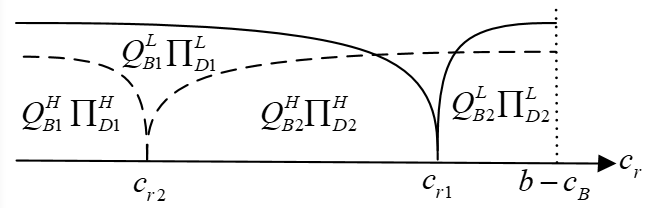 Q_{B1}^{L} Π_{D1}^{L}
Q_{B1}^{H} Π_{D1}^{H} Q_{B2}^{H} Π_{D2}^{H} Q_{B2}^{L} Π_{D2}^{L}
c_{r2} c_{r1} b − c_{B} c_{r}